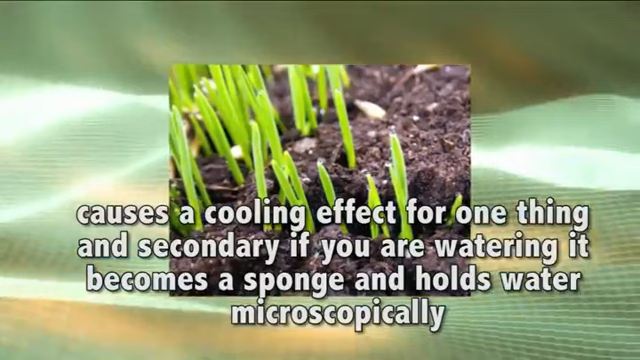 causes a cooling effect for one thing
and secondary if you are watering it
becomes a sponge and holds water
microscopically